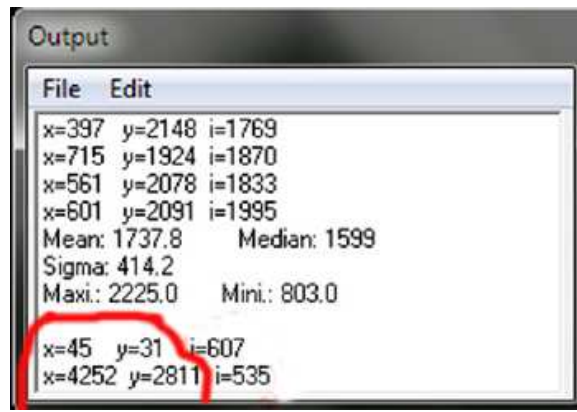 Output
File Edit
x=397 y=2148 i=1769
x=715 y=1924 i=1870
x=561 y=2078 i=1833
x=601 y=2091 i=1995
Mean: 1737.8 Median: 1599
Sigma: 414.2
Maxi.: 2225.0 Mini.: 803.0
x=45 y=31 i=607
x=4252 y=2811 i=535